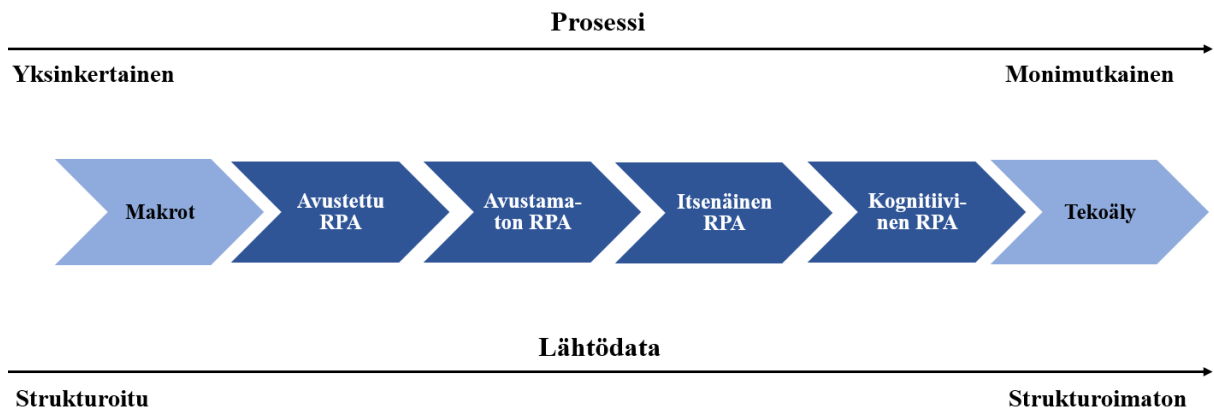 Prosessi
Yksinkertainen
Monimutkainen
Makrot
Avustettu
RPA
Avustama-
ton RPA
Itsenäinen
RPA
Kognitiivi-
nen RPA
Tekoäly
Lähtödata
Strukturoitu
Strukturoimaton